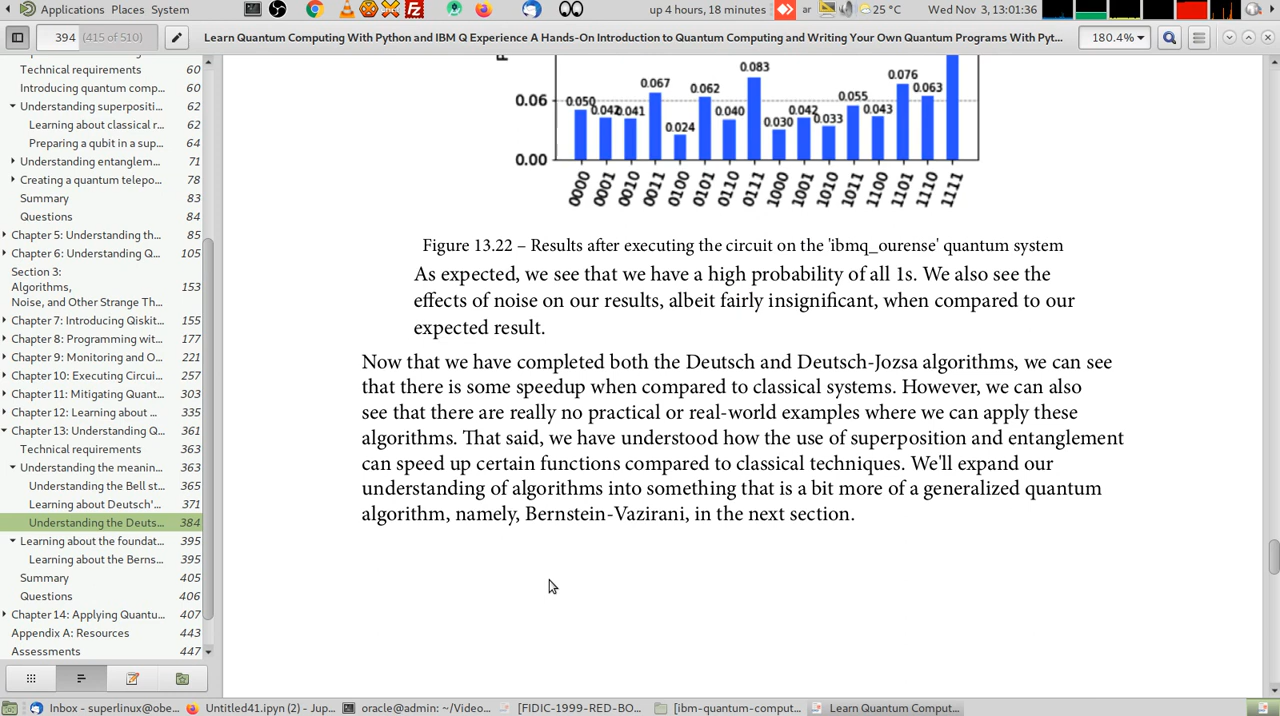 Applications Places System
up 4 hours, 18 minutes ar 25 °C Wed Nov 3, 13:01:36
394 (415 of 510) Learn Quantum Computing With Python and IBM Q Experience A Hands-On Introduction to Quantum Computing and Writing Your Own Quantum Programs With Pyt... 180.4%
Technical requirements 60
Introducing quantum comp... 60
Understanding superpositi... 62
Learning about classical r... 62
Preparing a qubit in a sup... 64
Understanding entanglem... 71
Creating a quantum telepo... 78
Summary 83
Questions 84
Chapter 5: Understanding th... 85
Chapter 6: Understanding Q... 105
Section 3:
Algorithms, 153
Noise, and Other Strange Th...
Chapter 7: Introducing Qiskit... 155
Chapter 8: Programming wit... 177
Chapter 9: Monitoring and O... 221
Chapter 10: Executing Circui... 257
Chapter 11: Mitigating Quant... 303
Chapter 12: Learning about ... 335
Chapter 13: Understanding Q... 361
Technical requirements 363
Understanding the meanin... 363
Understanding the Bell st... 365
Learning about Deutsch'... 371
Understanding the Deuts... 384
Learning about the foundat... 395
Learning about the Berns... 395
Summary 405
Questions 406
Chapter 14: Applying Quantu... 407
Appendix A: Resources 443
Assessments 447
0.06
0.00
0.050 0.042 0.041 0.067 0.024 0.062 0.040 0.083 0.030 0.042 0.033 0.055 0.043 0.076 0.063
0000 0001 0010 0011 0100 0101 0110 0111 1000 1001 1010 1011 1100 1101 1110 1111
Figure 13.22 – Results after executing the circuit on the 'ibmq_ourense' quantum system
As expected, we see that we have a high probability of all 1s. We also see the
effects of noise on our results, albeit fairly insignificant, when compared to our
expected result.
Now that we have completed both the Deutsch and Deutsch-Jozsa algorithms, we can see
that there is some speedup when compared to classical systems. However, we can also
see that there are really no practical or real-world examples where we can apply these
algorithms. That said, we have understood how the use of superposition and entanglement
can speed up certain functions compared to classical techniques. We'll expand our
understanding of algorithms into something that is a bit more of a generalized quantum
algorithm, namely, Bernstein-Vazirani, in the next section.
Inbox - superlinux@obe... Untitled41.ipyn (2) - Jup... oracle@admin: ~/Video... [FIDIC-1999-RED-BO... [ibm-quantum-comput... Learn Quantum Comput...